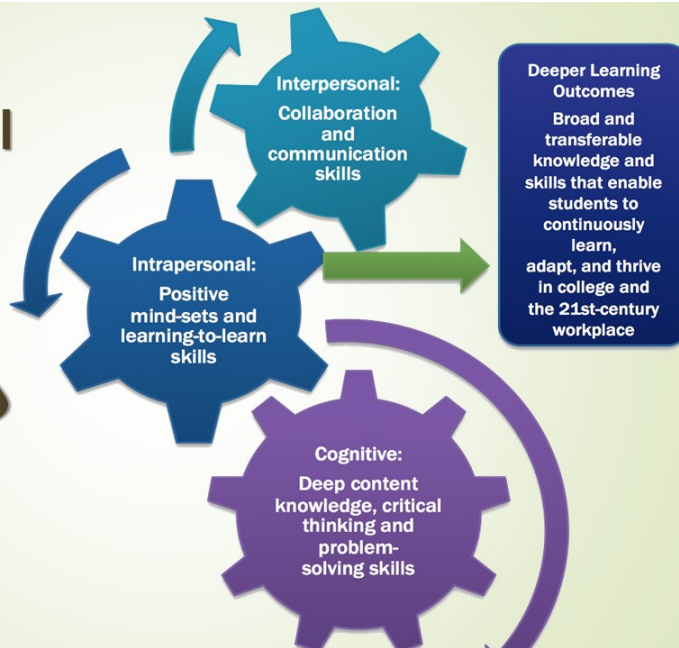 Interpersonal:
Collaboration
and
communication
skills
Intrapersonal:
Positive
mind-sets and
learning-to-learn
skills
Cognitive:
Deep content
knowledge, critical
thinking and
problem-
solving skills
Deeper Learning
Outcomes
Broad and
transferable
knowledge and
skills that enable
students to
continuously
learn,
adapt, and thrive
in college and
the 21st-century
workplace